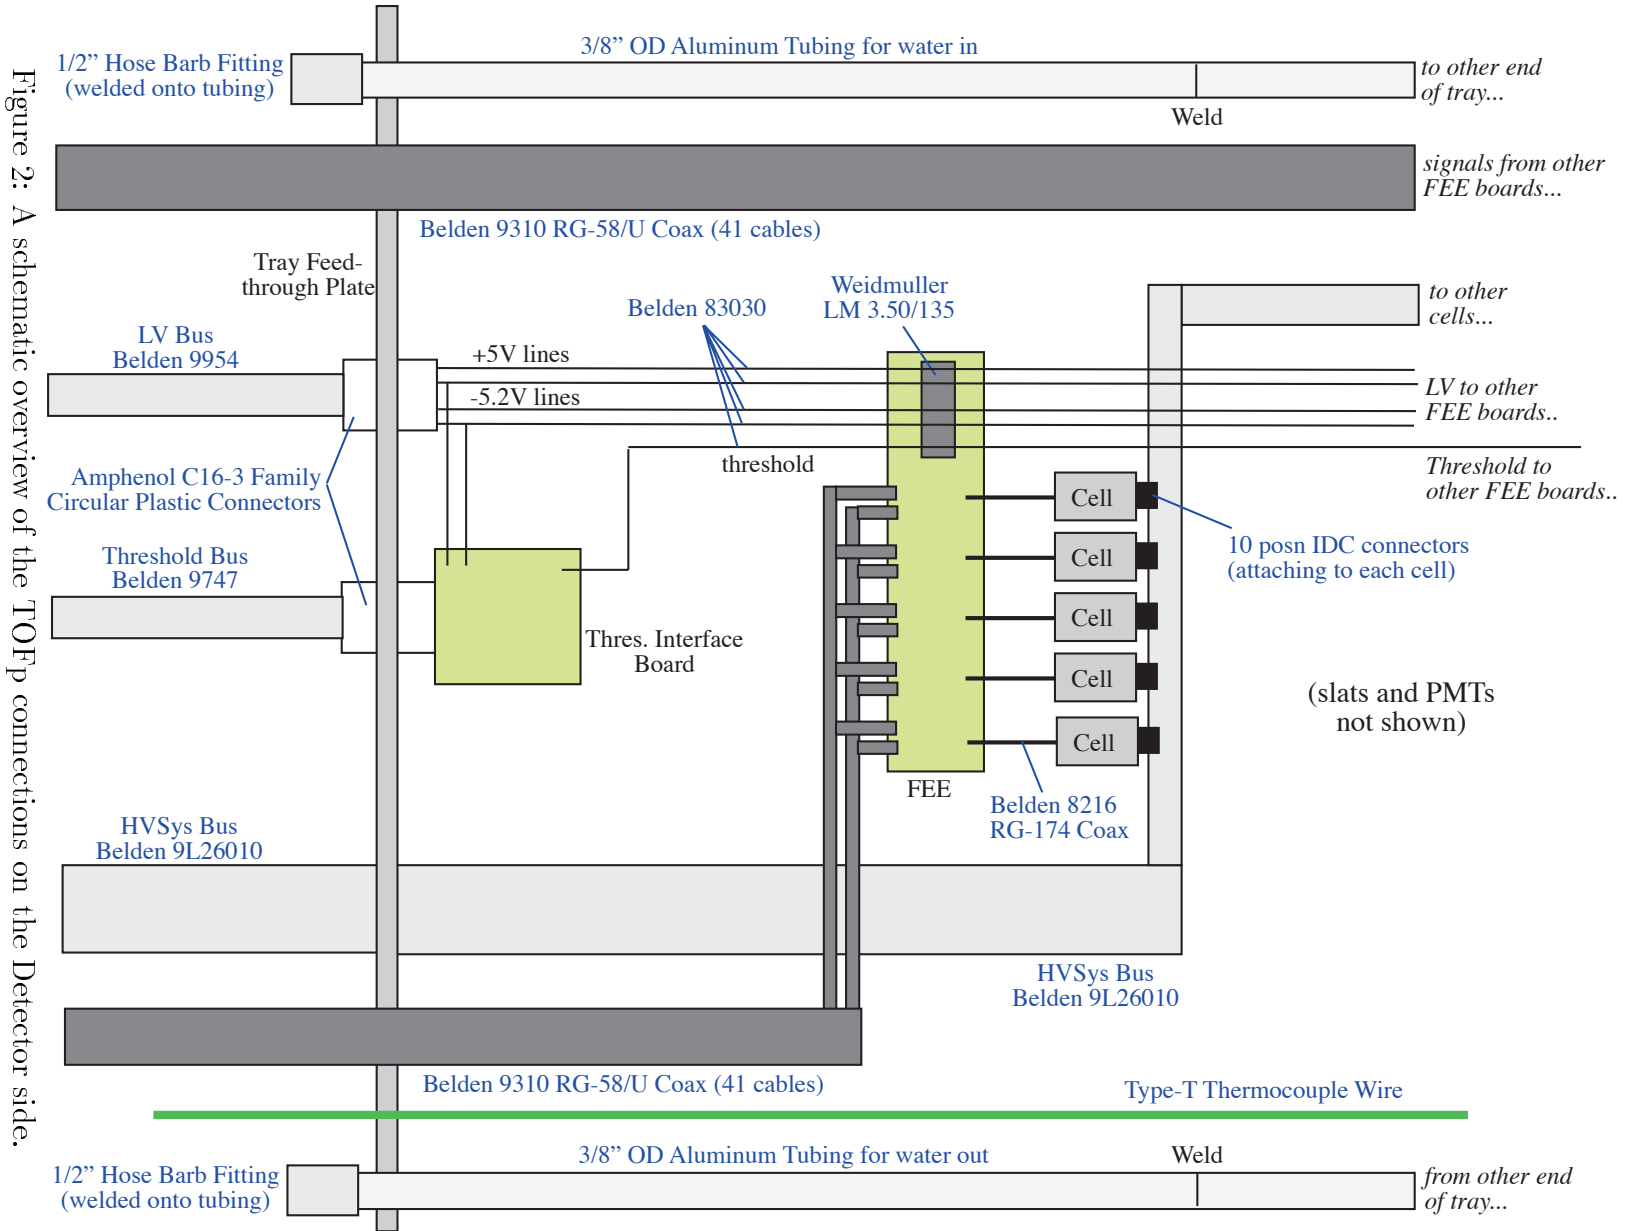 Figure 2: A schematic overview of the TOFp connections on the Detector side.
3/8” OD Aluminum Tubing for water in
1/2” Hose Barb Fitting
(welded onto tubing)
to other end
of tray...
Weld
signals from other
FEE boards...
Belden 9310 RG-58/U Coax (41 cables)
Tray Feed-
through Plate
Weidmuller
LM 3.50/135
Belden 83030
to other
cells...
LV Bus
Belden 9954
+5V lines
-5.2V lines
LV to other
FEE boards..
threshold
Threshold to
other FEE boards..
Amphenol C16-3 Family
Circular Plastic Connectors
Cell
Cell
Cell
Cell
Cell
10 posn IDC connectors
(attaching to each cell)
Threshold Bus
Belden 9747
Thres. Interface
Board
(slats and PMTs
not shown)
FEE
Belden 8216
RG-174 Coax
HVSys Bus
Belden 9L26010
HVSys Bus
Belden 9L26010
Belden 9310 RG-58/U Coax (41 cables)
Type-T Thermocouple Wire
3/8” OD Aluminum Tubing for water out
Weld
1/2” Hose Barb Fitting
(welded onto tubing)
from other end
of tray...